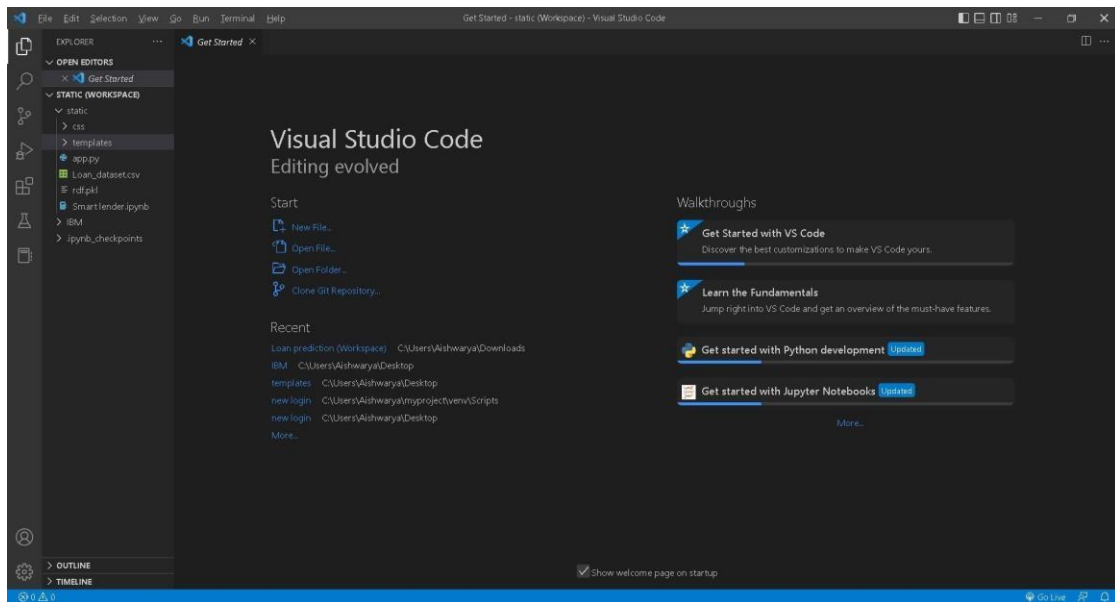 File Edit Selection View Go Run Terminal Help
Get Started - static (Workspace) - Visual Studio Code
EXPLORER
Get Started
OPEN EDITORS
Get Started
STATIC (WORKSPACE)
static
css
templates
app.py
Loan_dataset.csv
rdf.pkl
Smart lender.ipynb
IBM
.ipynb_checkpoints
OUTLINE
TIMELINE
Visual Studio Code
Editing evolved
Start
New File...
Open File...
Open Folder...
Clone Git Repository...
Recent
Loan prediction (Workspace) C:\Users\Aishwarya\Downloads
IBM C:\Users\Aishwarya\Desktop
templates C:\Users\Aishwarya\Desktop
new login C:\Users\Aishwarya\myproject\venv\Scripts
new login C:\Users\Aishwarya\Desktop
More...
Walkthroughs
Get Started with VS Code
Discover the best customizations to make VS Code yours.
Learn the Fundamentals
Jump right into VS Code and get an overview of the must-have features.
Get started with Python development Updated
Get started with Jupyter Notebooks Updated
More...
Show welcome page on startup
0 0
Go Live